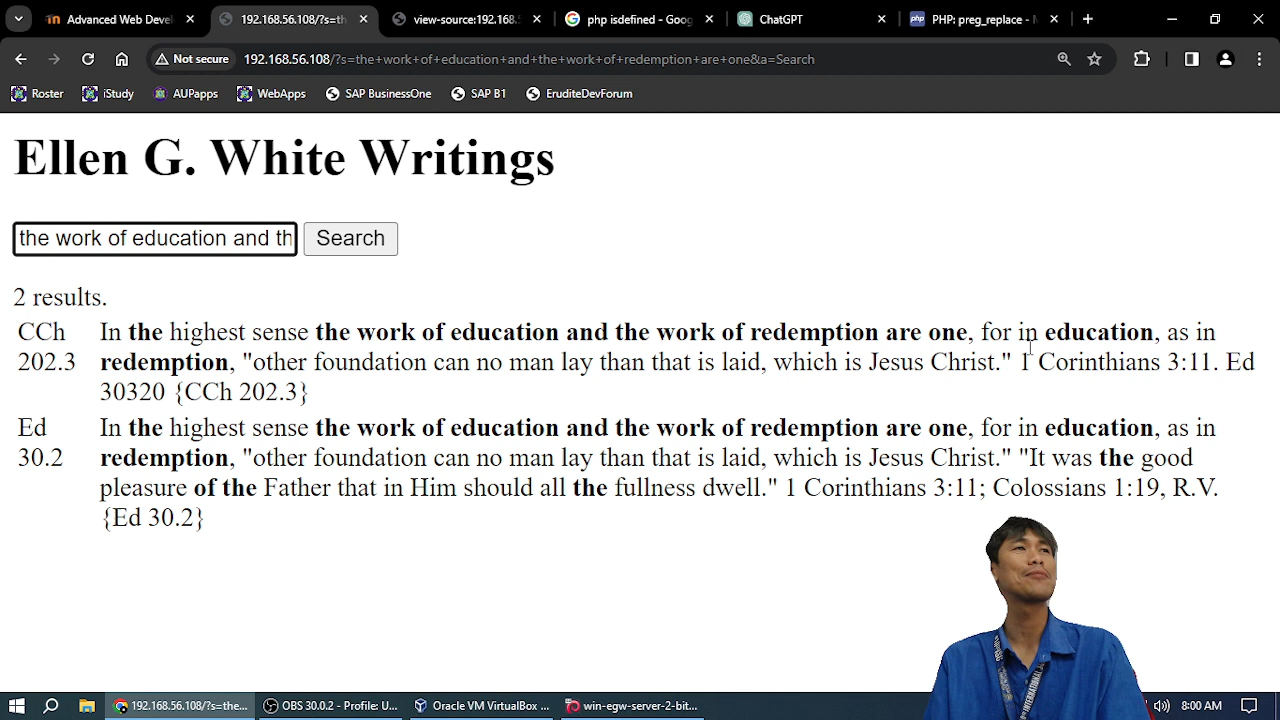 Advanced Web Devel
192.168.56.108/?s=th
view-source:192.168.5
php isdefined - Goog
ChatGPT
PHP: preg_replace - M
Not secure
192.168.56.108/?s=the+work+of+education+and+the+work+of+redemption+are+one&a=Search
Roster
iStudy
AUPapps
WebApps
SAP BusinessOne
SAP B1
EruditeDevForum
Ellen G. White Writings
the work of education and th
Search
2 results.
CCh 202.3
In the highest sense the work of education and the work of redemption are one, for in education, as in
redemption, "other foundation can no man lay than that is laid, which is Jesus Christ." 1 Corinthians 3:11. Ed
30320 {CCh 202.3}
Ed 30.2
In the highest sense the work of education and the work of redemption are one, for in education, as in
redemption, "other foundation can no man lay than that is laid, which is Jesus Christ." "It was the good
pleasure of the Father that in Him should all the fullness dwell." 1 Corinthians 3:11; Colossians 1:19, R.V.
{Ed 30.2}
192.168.56.108/?s=the...
OBS 30.0.2 - Profile: U...
Oracle VM VirtualBox ...
win-egw-server-2-bit...
8:00 AM